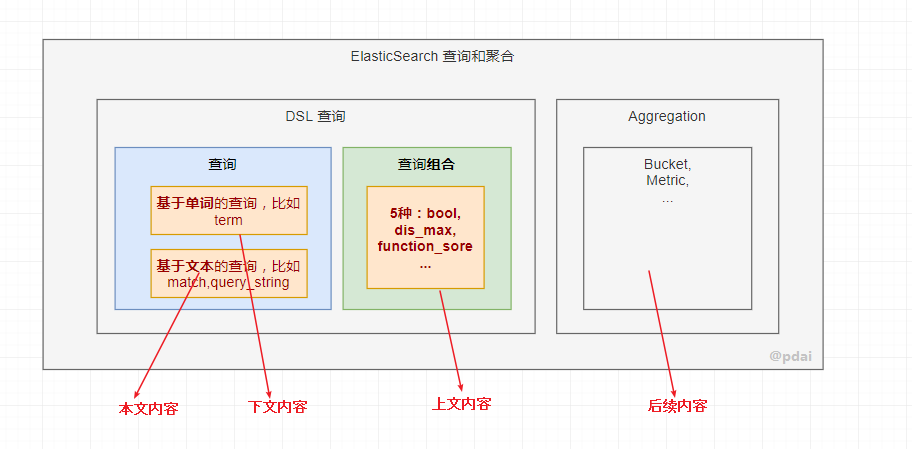 ElasticSearch 查询和聚合
DSL 查询
Aggregation
查询
查询组合
基于单词的查询，比如
term
基于文本的查询，比如
match,query_string
5种：bool,
dis_max,
function_sore
...
Bucket,
Metric,
...
@pdai
本文内容
下文内容
上文内容
后续内容